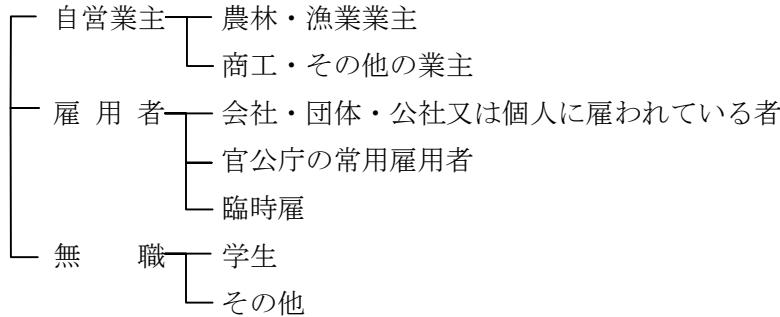 自営業主 農林・漁業業主
商工・その他の業主
雇用者 会社・団体・公社又は個人に雇われている者
官公庁の常用雇用者
臨時雇
無職 学生
その他